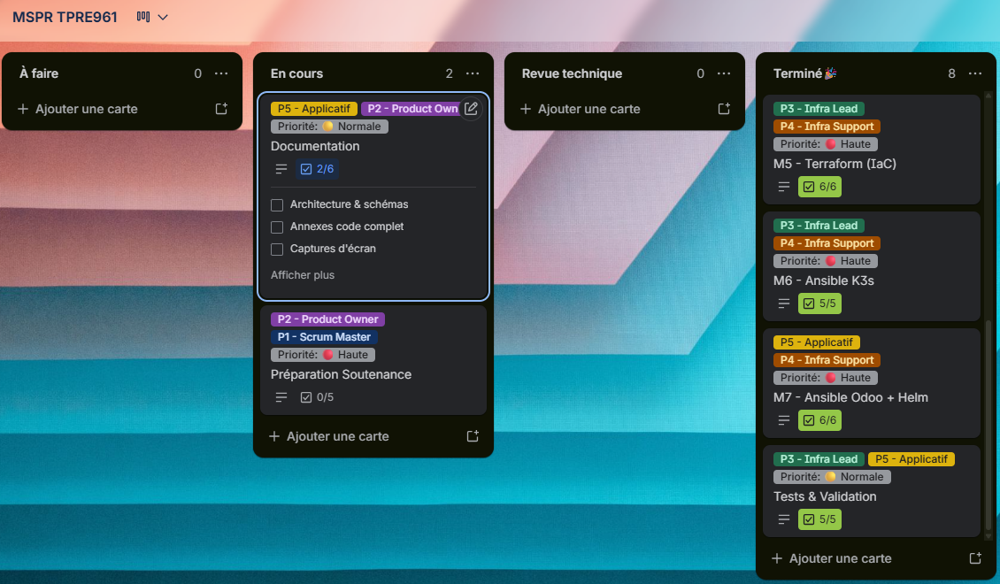 MSPR TPRE961
À faire 0
Ajouter une carte
En cours 2
P5 - Applicatif P2 - Product Own
Priorité: Normale
Documentation
2/6
Architecture & schémas
Annexes code complet
Captures d'écran
Afficher plus
P2 - Product Owner
P1 - Scrum Master
Priorité: Haute
Préparation Soutenance
0/5
Ajouter une carte
Revue technique 0
Ajouter une carte
Terminé 8
P3 - Infra Lead
P4 - Infra Support
Priorité: Haute
M5 - Terraform (IaC)
6/6
P3 - Infra Lead
P4 - Infra Support
Priorité: Haute
M6 - Ansible K3s
5/5
P5 - Applicatif
P4 - Infra Support
Priorité: Haute
M7 - Ansible Odoo + Helm
6/6
P3 - Infra Lead P5 - Applicatif
Priorité: Normale
Tests & Validation
5/5
Ajouter une carte